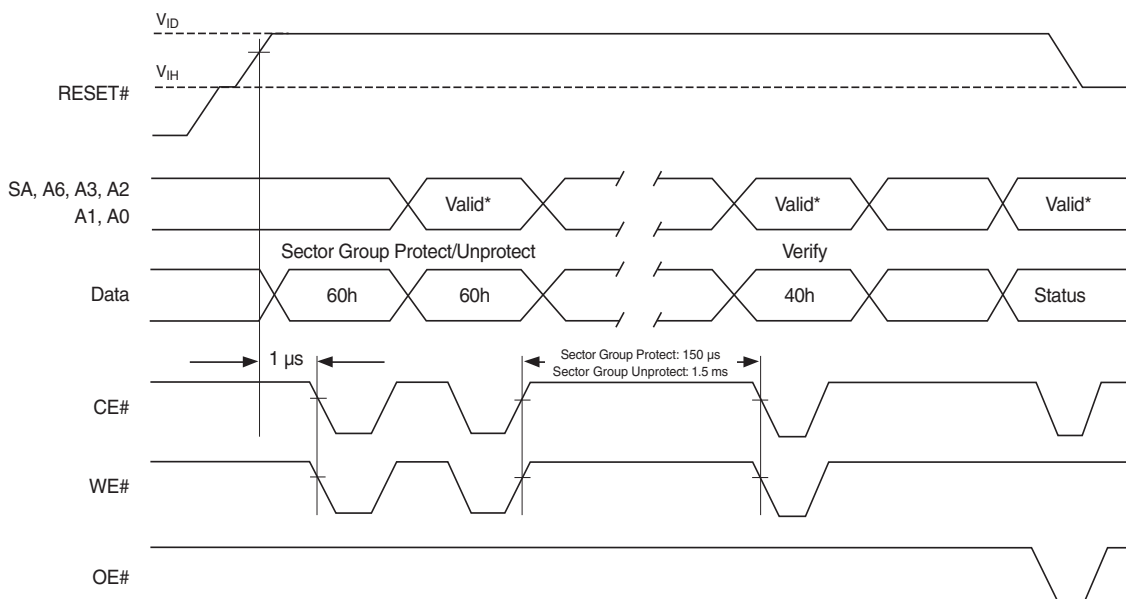 VID
VIH
RESET#
SA, A6, A3, A2
A1, A0
Valid*
Valid*
Valid*
Sector Group Protect/Unprotect
Verify
Data
60h
60h
40h
Status
1 µs
Sector Group Protect: 150 µs
Sector Group Unprotect: 1.5 ms
CE#
WE#
OE#